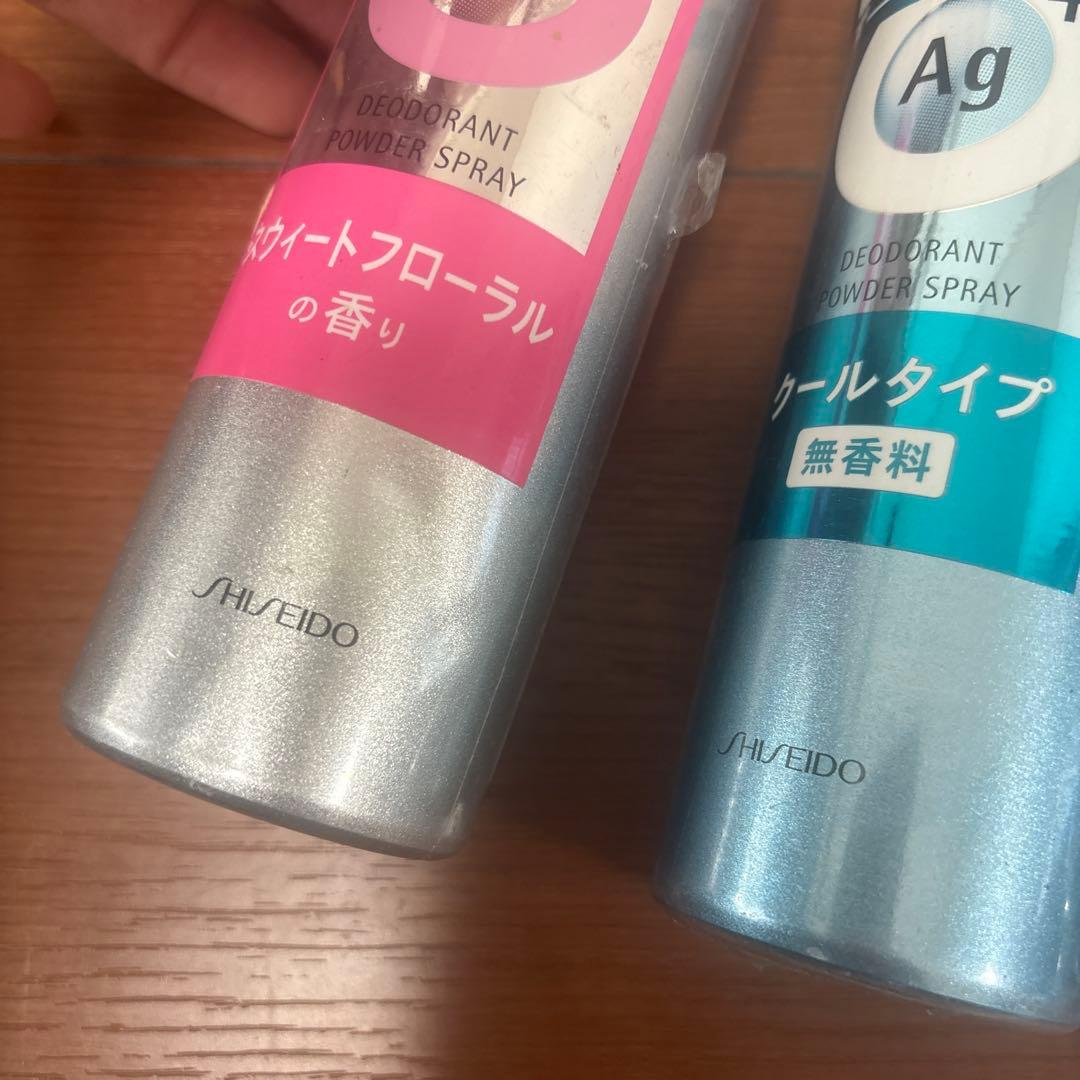 DEODORANT
POWDER SPRAY
スウィートフローラル
の香り
SHISEIDO
Ag
DEODORANT
POWDER SPRAY
クールタイプ
無香料
SHISEIDO